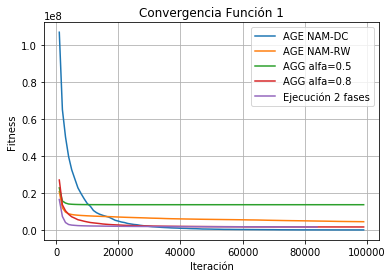 Convergencia Función 1
1e8
AGE NAM-DC
AGE NAM-RW
AGG alfa=0.5
AGG alfa=0.8
Ejecución 2 fases
1.0
0.8
0.6
0.4
0.2
0.0
Fitness
0 20000 40000 60000 80000 100000
Iteración